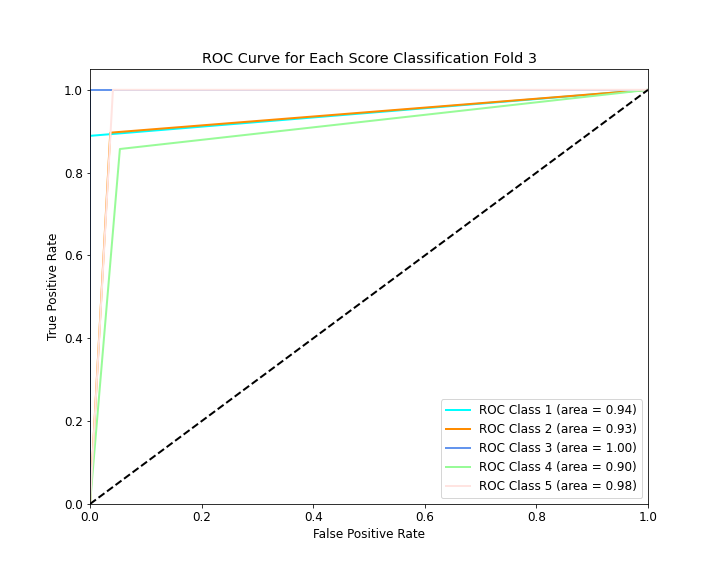 ROC Curve for Each Score Classification Fold 3
True Positive Rate
1.0
0.8
0.6
0.4
0.2
0.0
ROC Class 1 (area = 0.94)
ROC Class 2 (area = 0.93)
ROC Class 3 (area = 1.00)
ROC Class 4 (area = 0.90)
ROC Class 5 (area = 0.98)
0.0 0.2 0.4 0.6 0.8 1.0
False Positive Rate